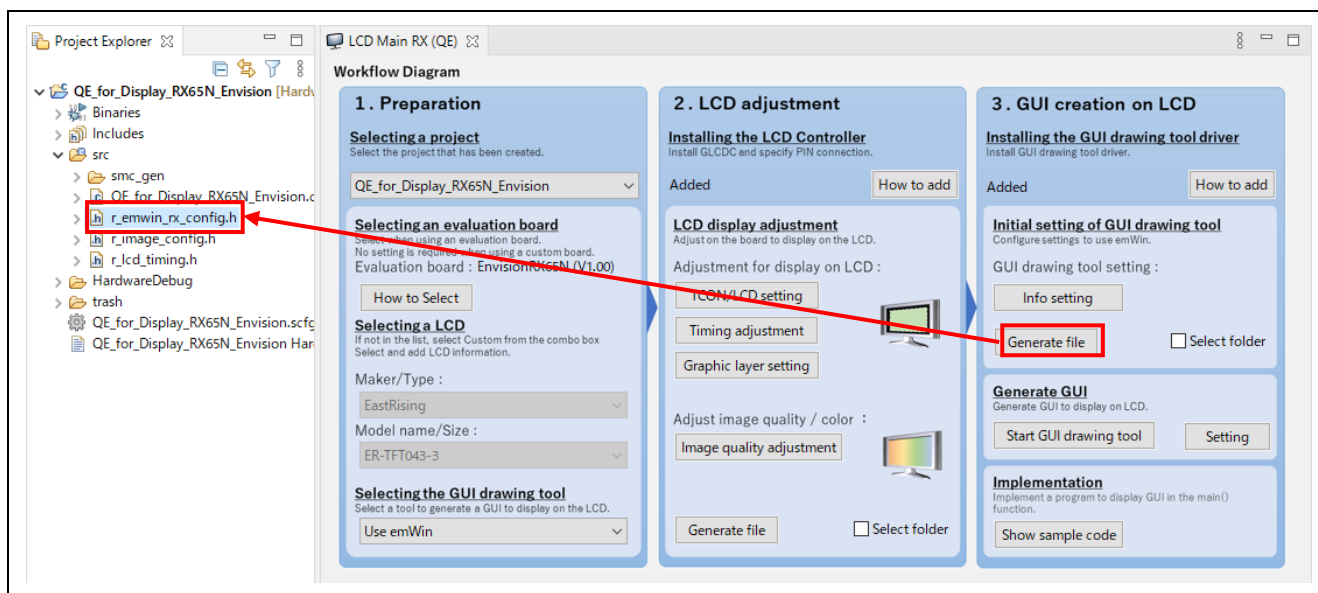 Project Explorer
QE_for_Display_RX65N_Envision [Hardw
Binaries
Includes
src
smc_gen
QE_for_Display_RX65N_Envision.c
r_emwin_rx_config.h
r_image_config.h
r_lcd_timing.h
HardwareDebug
trash
QE_for_Display_RX65N_Envision.scfg
QE_for_Display_RX65N_Envision Har
LCD Main RX (QE)
Workflow Diagram
1. Preparation
Selecting a project
Select the project that has been created.
QE_for_Display_RX65N_Envision
Selecting an evaluation board
Select when using an evaluation board.
No setting is required when using a custom board.
Evaluation board : EnvisionRX65N (V1.00)
How to Select
Selecting a LCD
If not in the list, select Custom from the combo box
Select and add LCD information.
Maker/Type :
EastRising
Model name/Size :
ER-TFT043-3
Selecting the GUI drawing tool
Select a tool to generate a GUI to display on the LCD.
Use emWin
2. LCD adjustment
Installing the LCD Controller
Install GLCDC and specify PIN connection.
Added
How to add
LCD display adjustment
Adjust on the board to display on the LCD.
Adjustment for display on LCD :
TCON/LCD setting
Timing adjustment
Graphic layer setting
Adjust image quality / color :
Image quality adjustment
Generate file
Select folder
3. GUI creation on LCD
Installing the GUI drawing tool driver
Install GUI drawing tool driver.
Added
How to add
Initial setting of GUI drawing tool
Configure settings to use emWin.
GUI drawing tool setting :
Info setting
Generate file
Select folder
Generate GUI
Generate GUI to display on LCD.
Start GUI drawing tool
Setting
Implementation
Implement a program to display GUI in the main()
function.
Show sample code